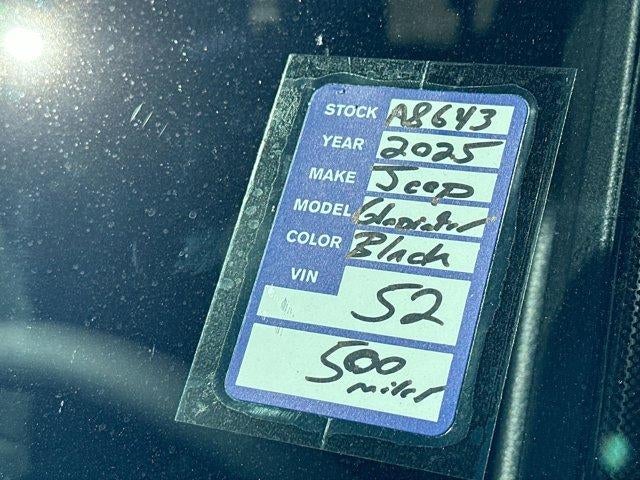 STOCK A8643
YEAR 2025
MAKE Jeep
MODEL Gladiator
COLOR Black
VIN
52
500
miles